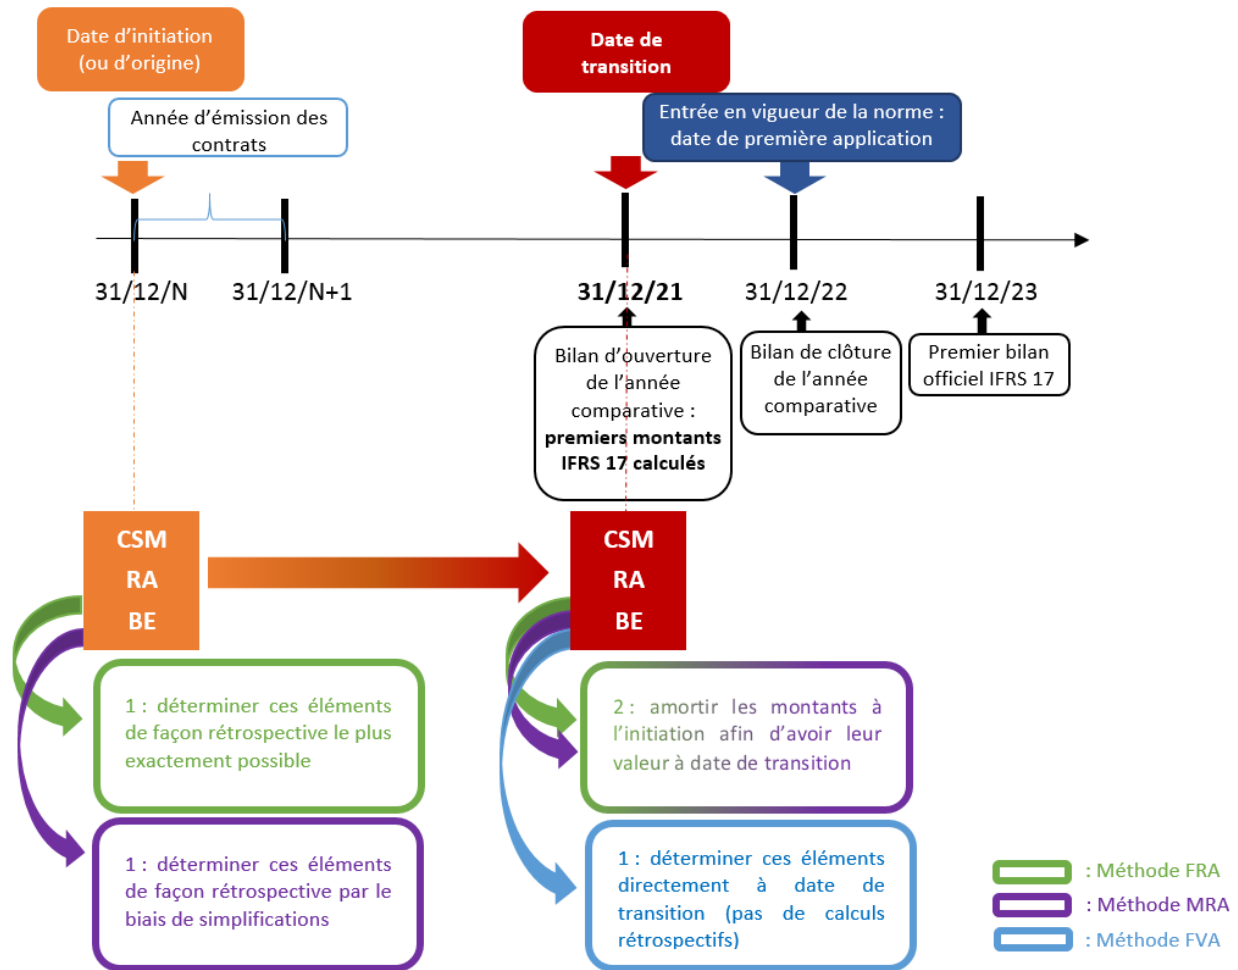 Date d'initiation
(ou d'origine)
Date de
transition
Année d'émission des
contrats
Entrée en vigueur de la norme :
date de première application
31/12/N
31/12/N+1
31/12/21
31/12/22
31/12/23
Bilan d'ouverture
de l'année
comparative :
premiers montants
IFRS 17 calculés
Bilan de clôture
de l'année
comparative
Premier bilan
officiel IFRS 17
CSM
RA
BE
CSM
RA
BE
1 : déterminer ces éléments
de façon rétrospective le plus
exactement possible
2 : amortir les montants à
l'initiation afin d'avoir leur
valeur à date de transition
1 : déterminer ces éléments
de façon rétrospective par le
biais de simplifications
1 : déterminer ces éléments
directement à date de
transition (pas de calculs
rétrospectifs)
: Méthode FRA
: Méthode MRA
: Méthode FVA